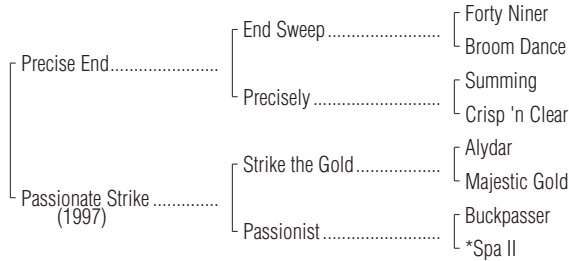 Forty Niner
End Sweep
Broom Dance
Precise End
Summing
Precisely
Crisp 'n Clear
Alydar
Strike the Gold
Majestic Gold
Passionate Strike
(1997)
Buckpasser
Passionist
*Spa II